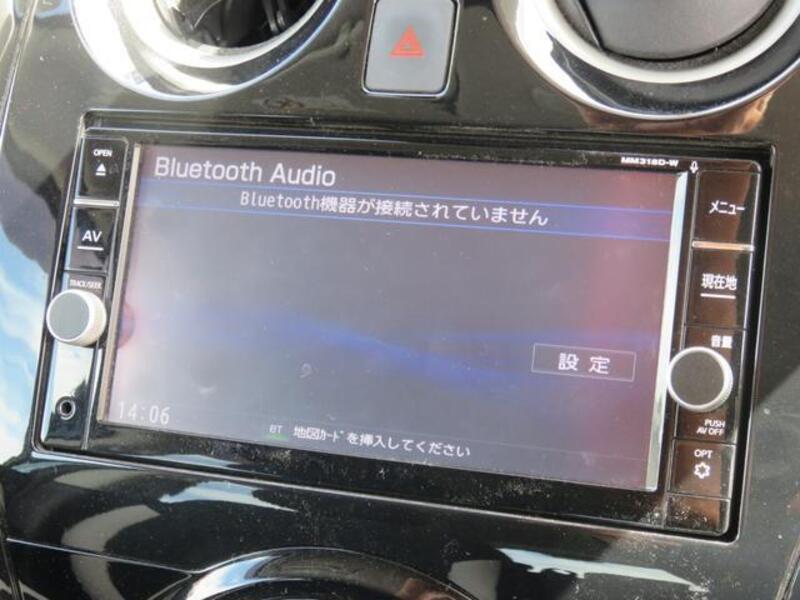 OPEN
MM318D-W
Bluetooth Audio
Bluetooth機器が接続されていません
メニュー
AV
TRACK/SEEK
現在地
音量
設定
PUSH
AV OFF
14:06
BT 地図ｶｰﾄﾞを挿入してください
OPT